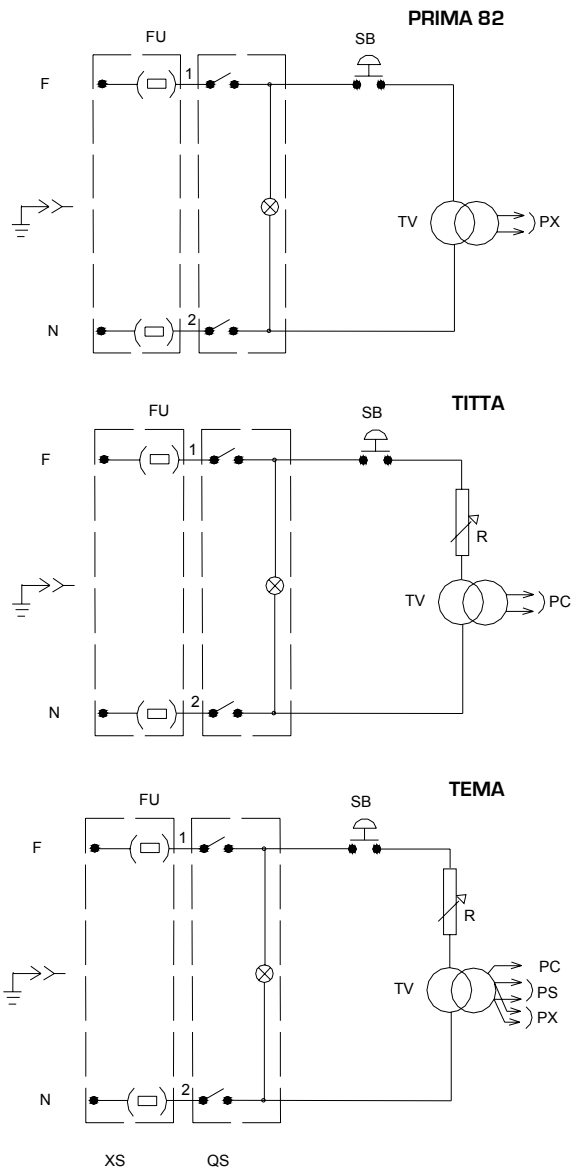 PRIMA 82
FU
SB
F
1
TV
PX
N
2
TITTA
FU
SB
F
1
R
TV
PC
N
2
TEMA
FU
SB
F
1
R
PC
TV
PS
PX
N
2
XS
QS